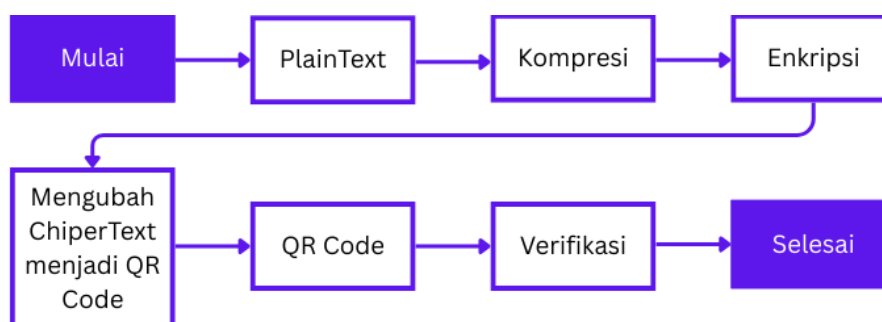 Mulai
PlainText
Kompresi
Enkripsi
Mengubah
ChiperText
menjadi QR
Code
QR Code
Verifikasi
Selesai